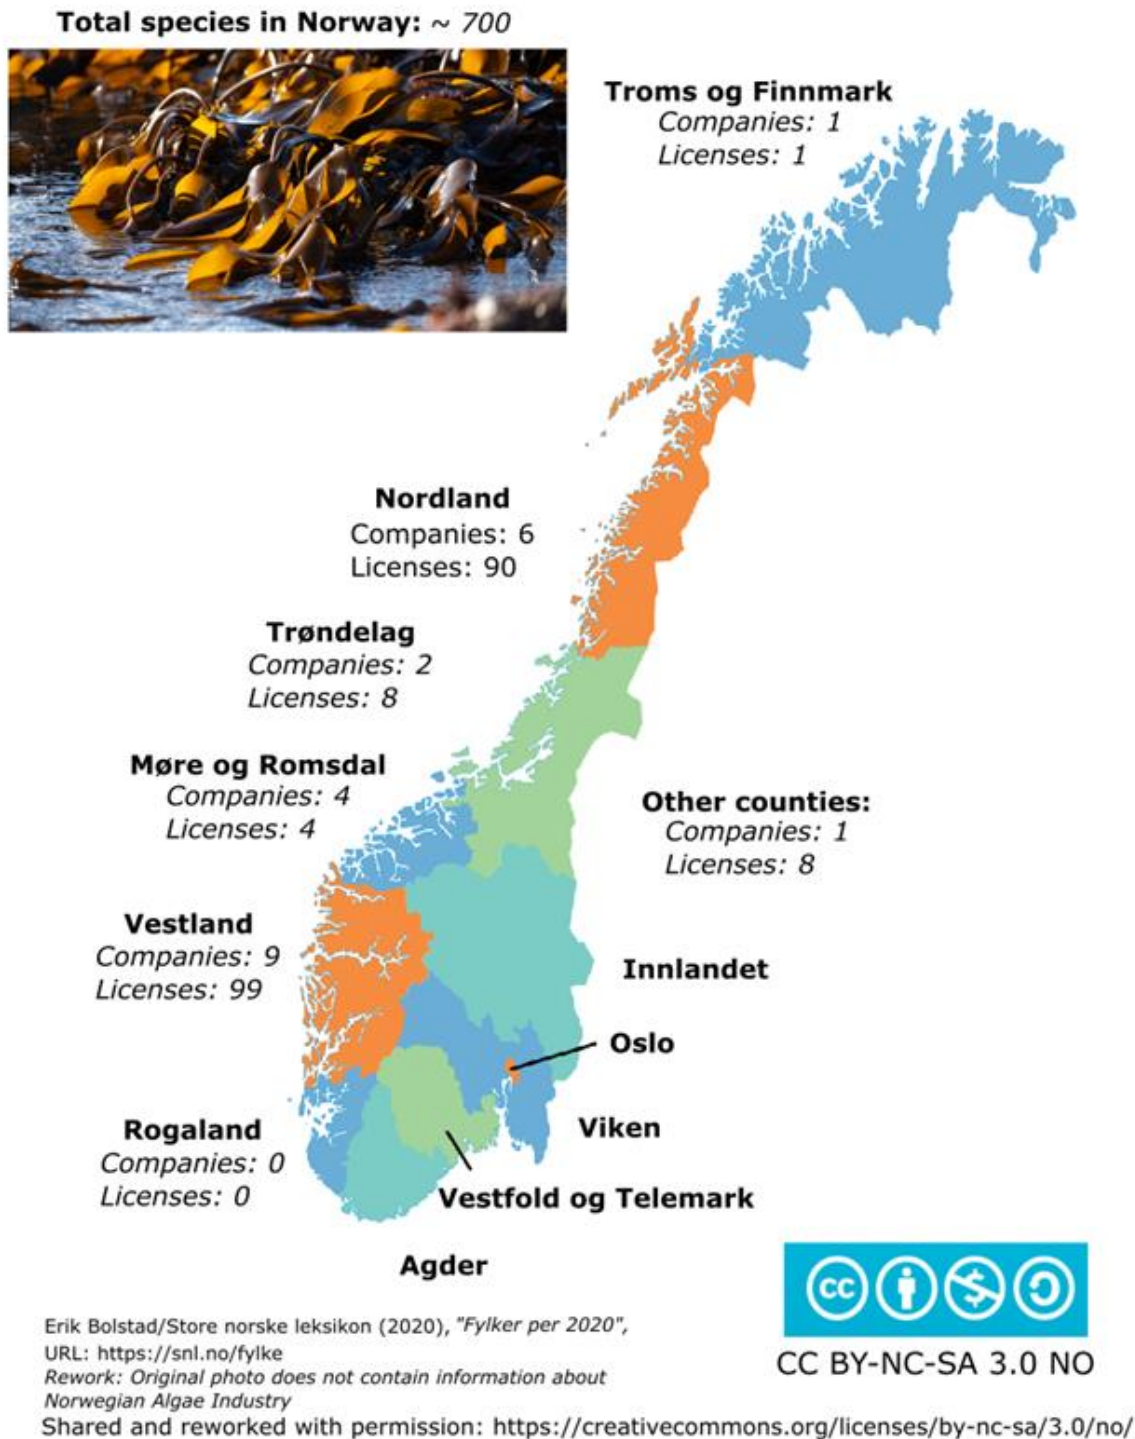 Total species in Norway: ~ 700
Troms og Finnmark
Companies: 1
Licenses: 1
Nordland
Companies: 6
Licenses: 90
Trøndelag
Companies: 2
Licenses: 8
Møre og Romsdal
Companies: 4
Licenses: 4
Other counties:
Companies: 1
Licenses: 8
Vestland
Companies: 9
Licenses: 99
Innlandet
Oslo
Rogaland
Companies: 0
Licenses: 0
Viken
Vestfold og Telemark
Agder
Erik Bolstad/Store norske leksikon (2020), "Fylker per 2020",
URL: https://snl.no/fylke
Rework: Original photo does not contain information about
Norwegian Algae Industry
cc
CC BY-NC-SA 3.0 NO
Shared and reworked with permission: https://creativecommons.org/licenses/by-nc-sa/3.0/no/